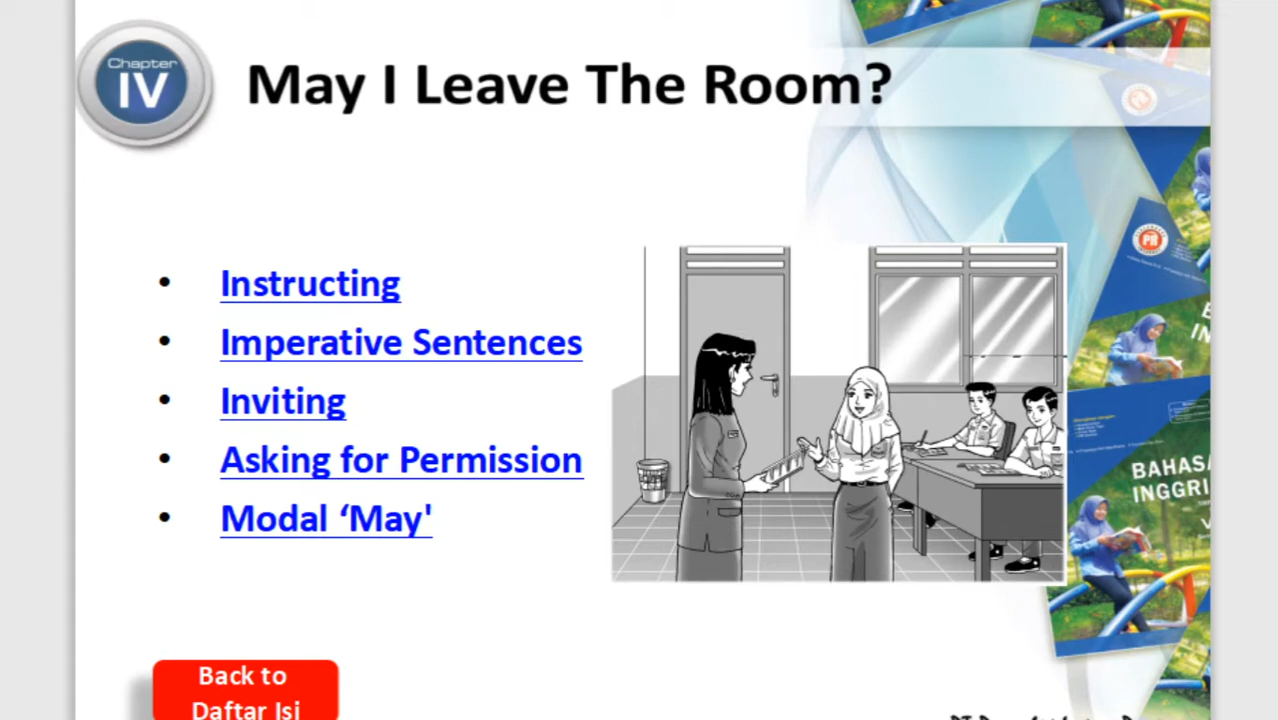 Chapter
IV
May I Leave The Room?
• Instructing
• Imperative Sentences
• Inviting
• Asking for Permission
• Modal ‘May'
PR
BAHASA
INGGRI
Back to
Daftar Isi